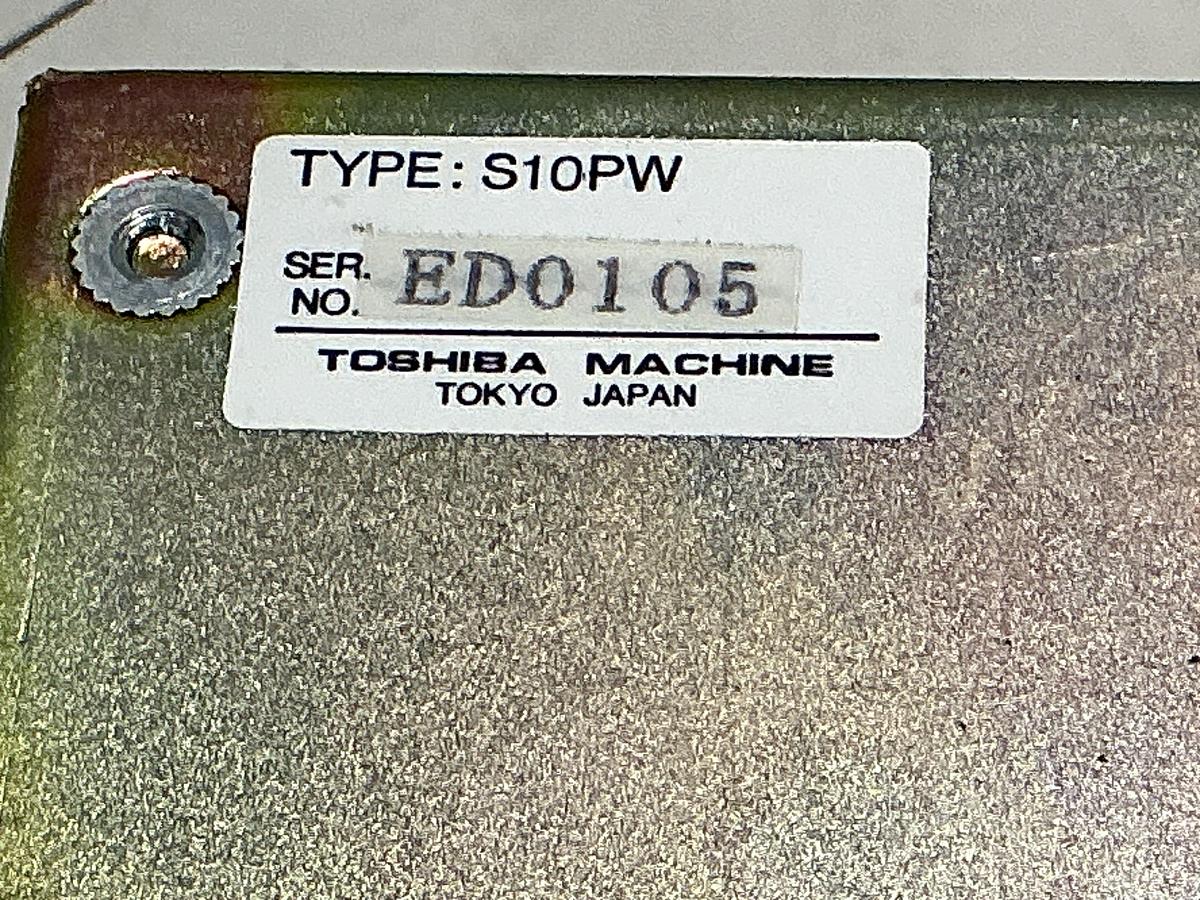 TYPE: S10PW
SER. NO. ED0105
TOSHIBA MACHINE
TOKYO JAPAN